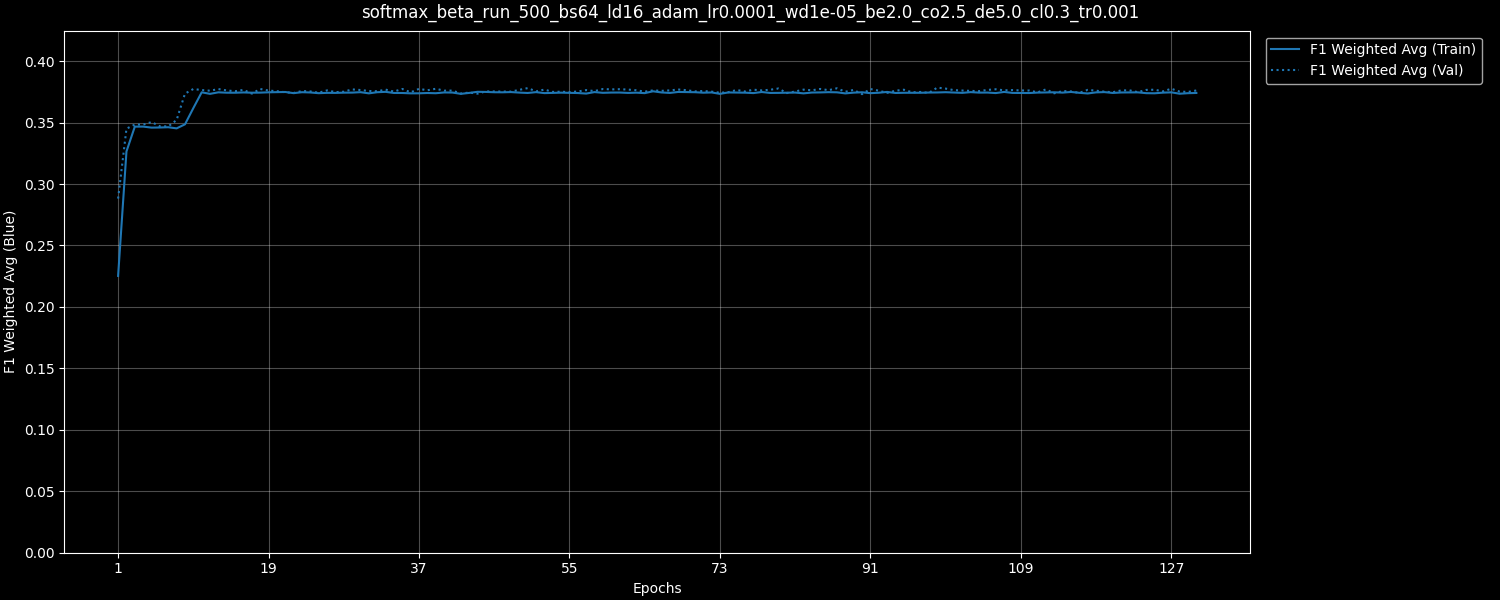 softmax_beta_run_500_bs64_ld16_adam_lr0.0001_wd1e-05_be2.0_co2.5_de5.0_cl0.3_tr0.001
F1 Weighted Avg (Train)
F1 Weighted Avg (Val)
F1 Weighted Avg (Blue)
0.40
0.35
0.30
0.25
0.20
0.15
0.10
0.05
0.00
1 19 37 55 73 91 109 127
Epochs